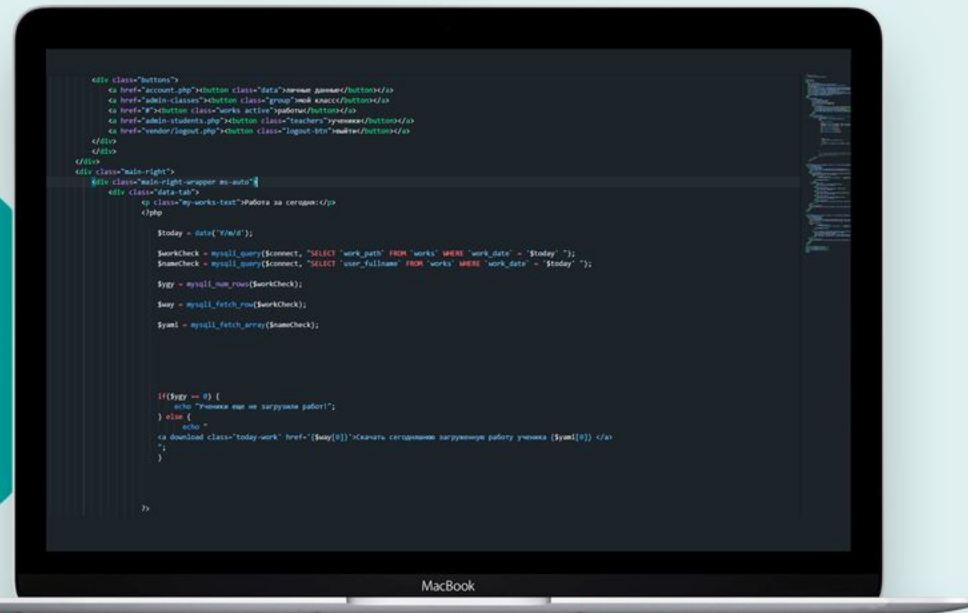 <div class="buttons">
<a href="account.php"><button class="data">личные данные</button></a>
<a href="admin-classes"><button class="group">мой класс</button></a>
<a href="#"><button class="works active">работы</button></a>
<a href="admin-students.php"><button class="teachers">ученики</button></a>
<a href="vendor/logout.php"><button class="logout-btn">выйти</button></a>
</div>
</div>
</div>
<div class="main-right">
<div class="main-right-wrapper ms-auto">
<div class="data-tab">
<p class="my-works-text">Работа за сегодня:</p>
<?php
$today = date('Y/m/d');
$workCheck = mysqli_query($connect, "SELECT `work_path` FROM `works` WHERE `work_date` = '$today' ");
$nameCheck = mysqli_query($connect, "SELECT `user_fullname` FROM `works` WHERE `work_date` = '$today' ");
$ygy = mysqli_num_rows($workCheck);
$way = mysqli_fetch_row($workCheck);
$yami = mysqli_fetch_array($nameCheck);
if($ygy == 0) {
echo "Ученики еще не загрузили работ!";
} else {
echo "
<a download class='today-work' href='{$way[0]}'>Скачать сегодняшнюю загруженную работу ученика {$yami[0]} </a>
";
}
?>
MacBook